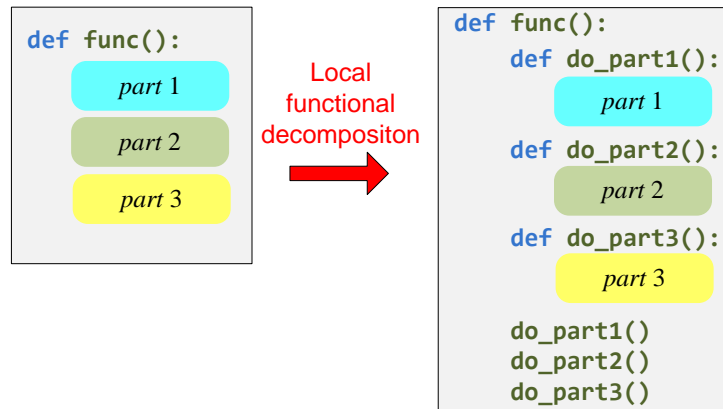 def func():
part 1
part 2
part 3
Local
functional
decompositon
def func():
def do_part1():
part 1
def do_part2():
part 2
def do_part3():
part 3
do_part1()
do_part2()
do_part3()